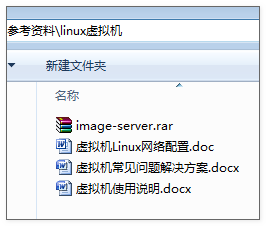 参考资料\linux虚拟机
新建文件夹
名称
image-server.rar
虚拟机Linux网络配置.doc
虚拟机常见问题解决方案.docx
虚拟机使用说明.docx